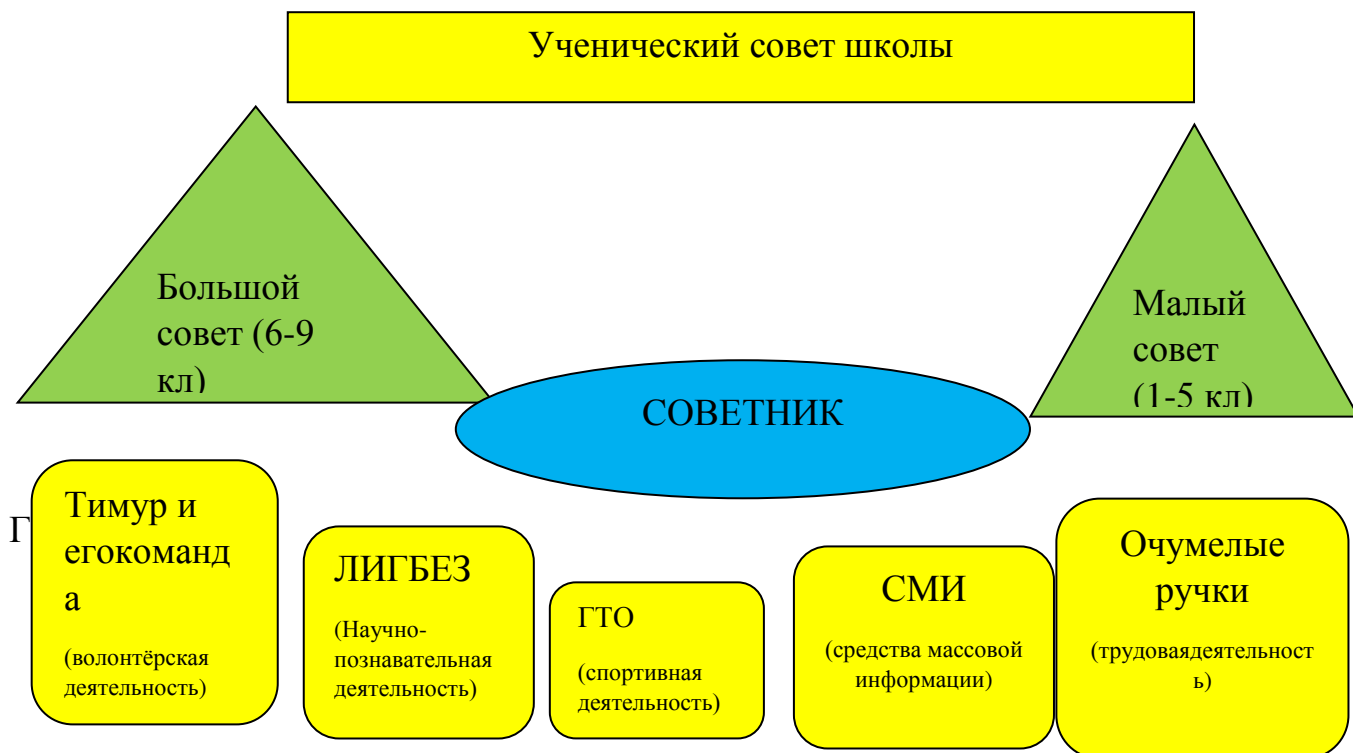 Ученический совет школы
Большой
совет (6-9
кл)
Малый
совет
(1-5 кл)
СОВЕТНИК
Г
Тимур и
егокоманд
а
(волонтёрская
деятельность)
ЛИГБЕЗ
(Научно-
познавательная
деятельность)
ГТО
(спортивная
деятельность)
СМИ
(средства массовой
информации)
Очумелые
ручки
(трудоваядеятельност
ь)